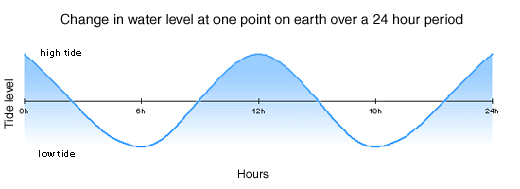 Change in water level at one point on earth over a 24 hour period
high tide
Tide level
0h 6h 12h 18h 24h
low tide
Hours